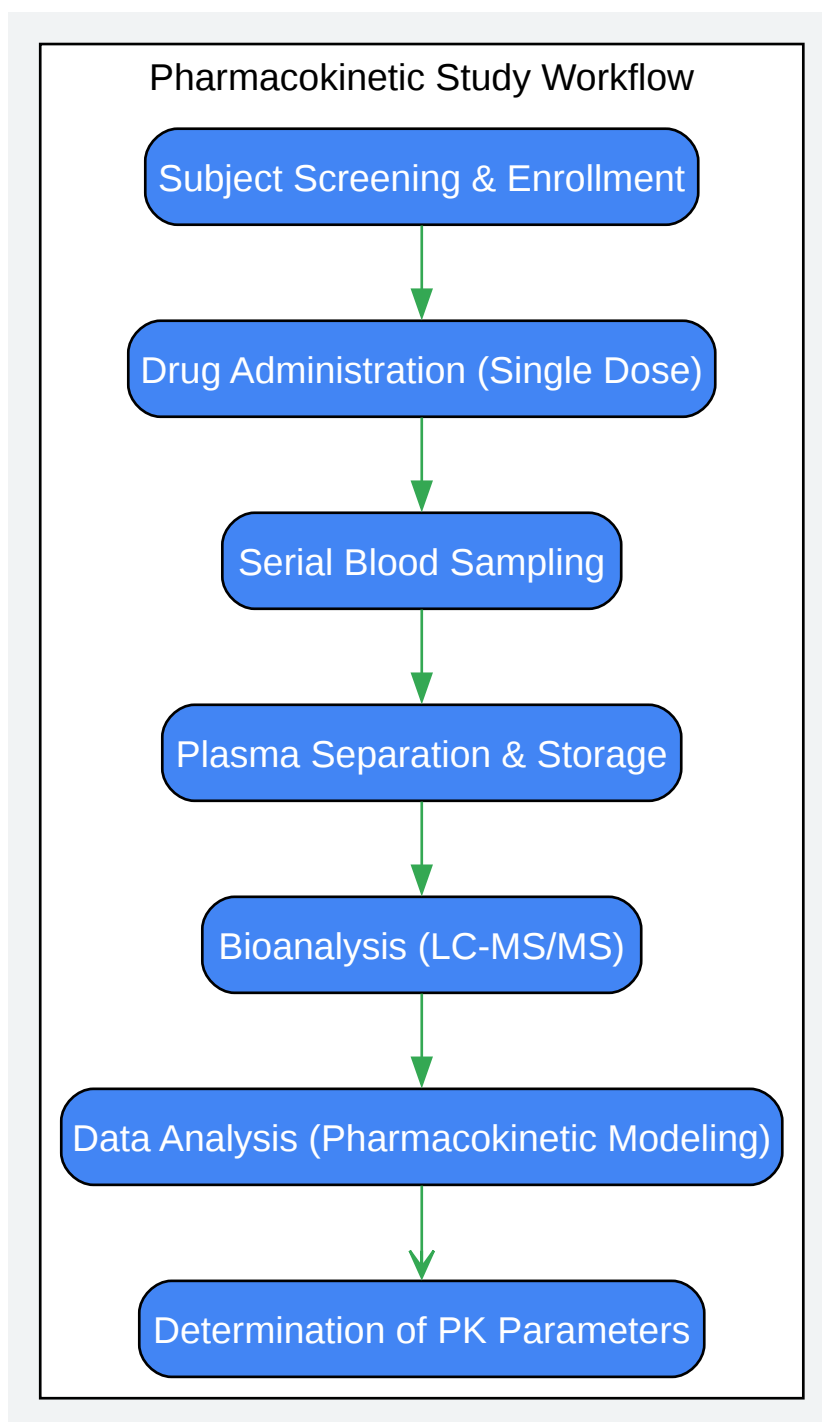 Pharmacokinetic Study Workflow
Subject Screening & Enrollment
Drug Administration (Single Dose)
Serial Blood Sampling
Plasma Separation & Storage
Bioanalysis (LC-MS/MS)
Data Analysis (Pharmacokinetic Modeling)
Determination of PK Parameters